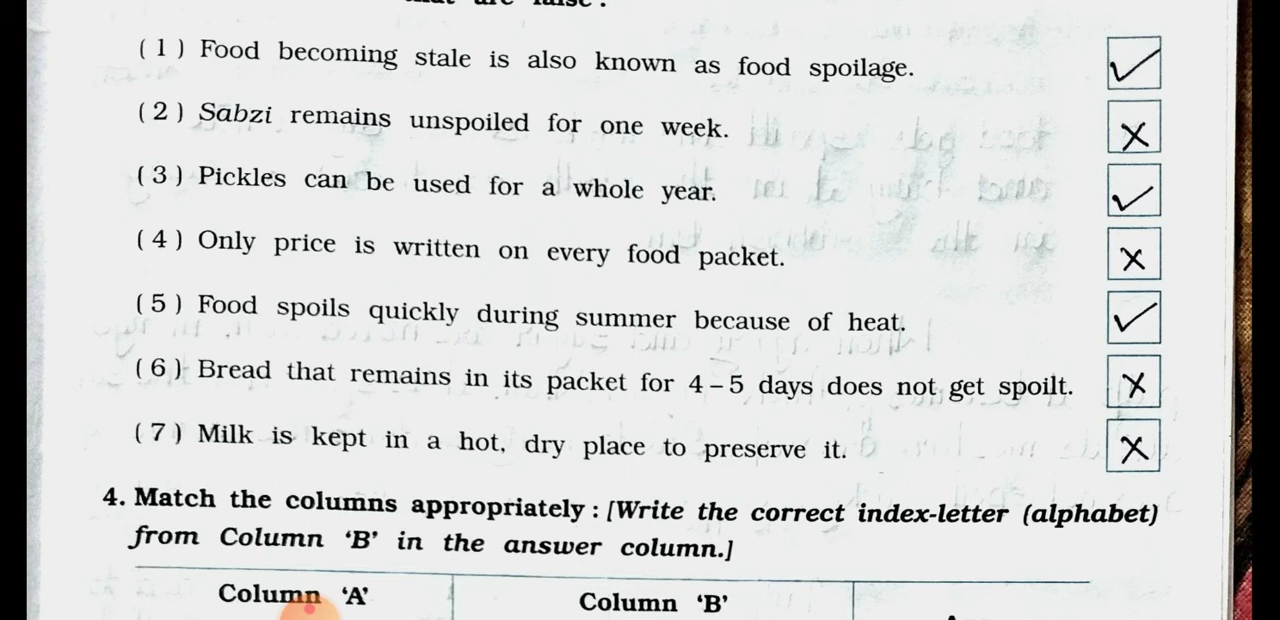 that are false :
( 1 ) Food becoming stale is also known as food spoilage. ✓
( 2 ) Sabzi remains unspoiled for one week. ✗
( 3 ) Pickles can be used for a whole year. ✓
( 4 ) Only price is written on every food packet. ✗
( 5 ) Food spoils quickly during summer because of heat. ✓
( 6 ) Bread that remains in its packet for 4 – 5 days does not get spoilt. ✗
( 7 ) Milk is kept in a hot, dry place to preserve it. ✗
4. Match the columns appropriately : [Write the correct index-letter (alphabet)
from Column ‘B’ in the answer column.]
Column ‘A’ Column ‘B’